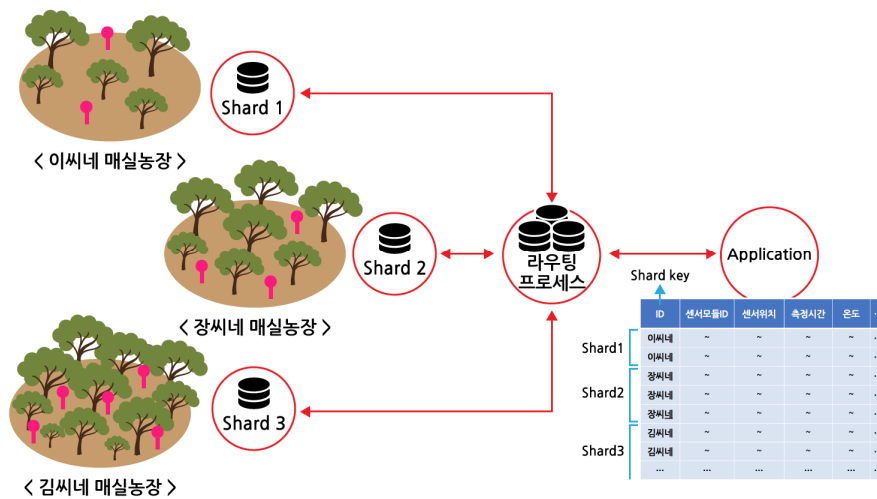 Shard 1
< 이씨네 매실농장 >
Shard 2
< 장씨네 매실농장 >
Shard 3
< 김씨네 매실농장 >
라우팅
프로세스
Application
Shard key
ID 센서모듈ID 센서위치 측정시간 온도
Shard1
이씨네 ~ ~ ~ ~
이씨네 ~ ~ ~ ~
Shard2
장씨네 ~ ~ ~ ~
장씨네 ~ ~ ~ ~
장씨네 ~ ~ ~ ~
Shard3
김씨네 ~ ~ ~ ~
김씨네 ~ ~ ~ ~
... ... ... ... ...